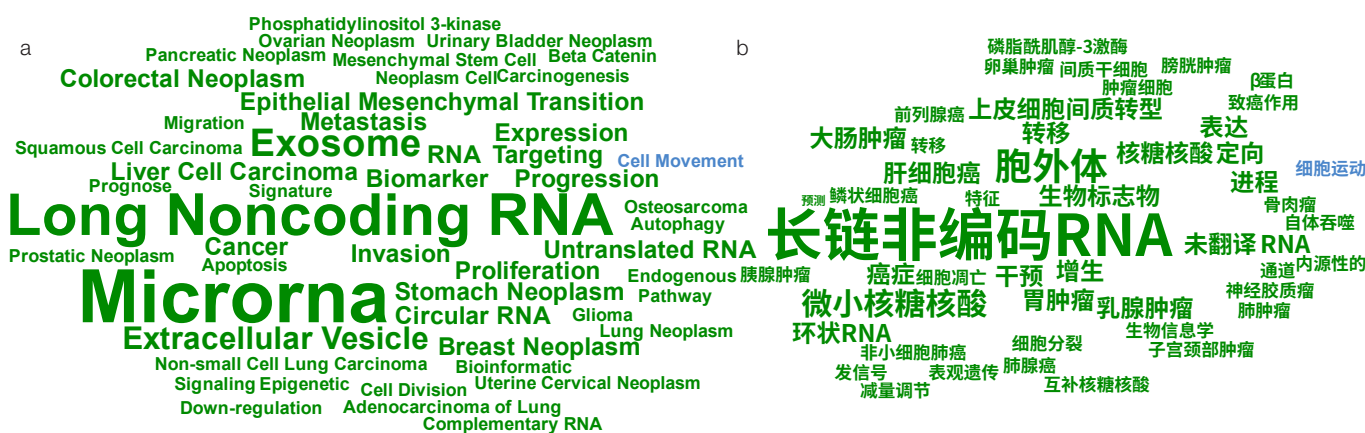 a
Phosphatidylinositol 3-kinase
Ovarian Neoplasm
Urinary Bladder Neoplasm
Pancreatic Neoplasm
Mesenchymal Stem Cell
Beta Catenin
Colorectal Neoplasm
Neoplasm Cell
Carcinogenesis
Epithelial Mesenchymal Transition
Migration
Metastasis
Expression
Squamous Cell Carcinoma
Exosome
RNA
Targeting
Cell Movement
Liver Cell Carcinoma
Biomarker
Progression
Prognose
Signature
Long Noncoding RNA
Osteosarcoma
Autophagy
Prostatic Neoplasm
Cancer
Invasion
Untranslated RNA
Apoptosis
Proliferation
Endogenous
Microrna
Stomach Neoplasm
Pathway
Circular RNA
Glioma
Extracellular Vesicle
Breast Neoplasm
Lung Neoplasm
Non-small Cell Lung Carcinoma
Bioinformatic
Signaling
Epigenetic
Cell Division
Uterine Cervical Neoplasm
Down-regulation
Adenocarcinoma of Lung
Complementary RNA
b
磷脂酰肌醇-3激酶
卵巢肿瘤
间质干细胞
膀胱肿瘤
肿瘤细胞
β蛋白
前列腺癌
上皮细胞间质转型
致癌作用
大肠肿瘤
转移
转移
表达
肝细胞癌
胞外体
核糖核酸
定向
细胞运动
预测
鳞状细胞癌
特征
生物标志物
进程
骨肉瘤
长链非编码RNA
自体吞噬
未翻译RNA
胰腺肿瘤
癌症
细胞凋亡
干预
增生
通道
内源性的
微小核糖核酸
胃肿瘤
乳腺肿瘤
神经胶质瘤
肺肿瘤
环状RNA
生物信息学
非小细胞肺癌
细胞分裂
子宫颈部肿瘤
发信号
表观遗传
肺腺癌
减量调节
互补核糖核酸